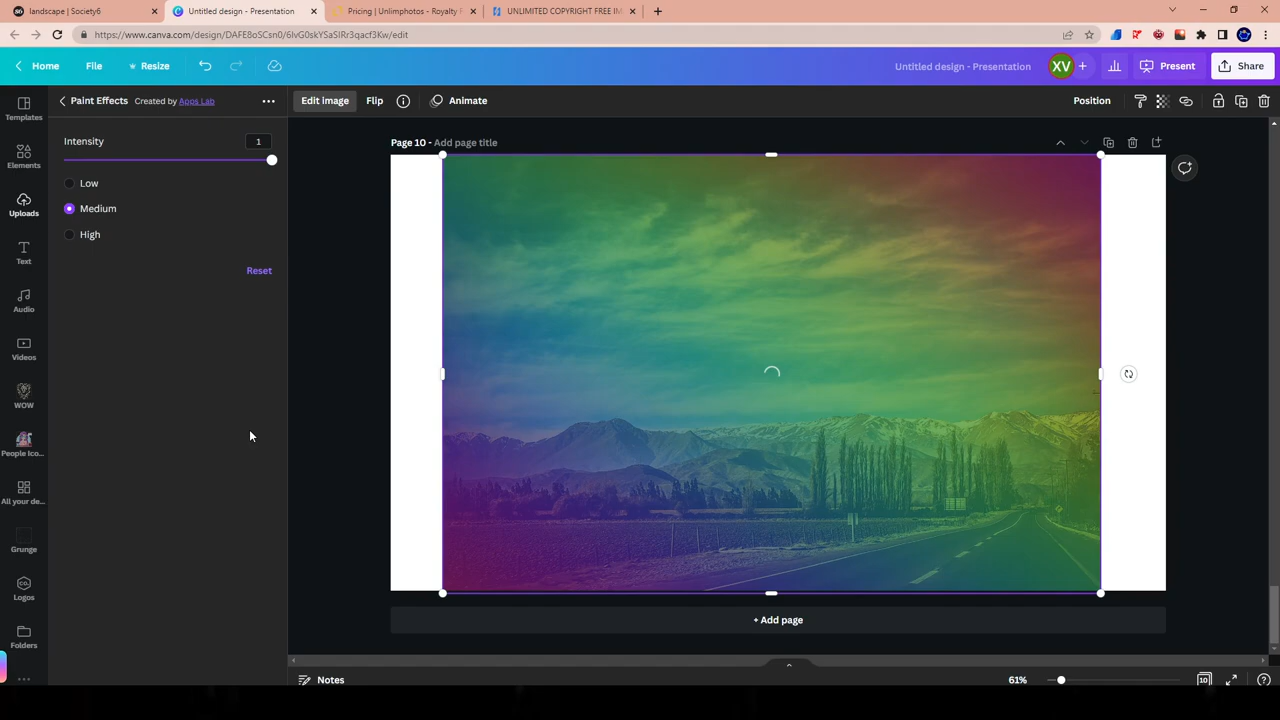 landscape | Society6
Untitled design - Presentation
Pricing | Unlimphotos - Royalty F
UNLIMITED COPYRIGHT FREE IM
https://www.canva.com/design/DAFE8oSCsn0/6lvG0skYSaSIRr3qacf3Kw/edit
Home
File
Resize
Untitled design - Presentation
XV
Present
Share
Templates
Elements
Uploads
Text
Audio
Videos
WOW
People Ico...
All your de...
Grunge
Logos
Folders
Paint Effects Created by Apps Lab
Intensity 1
Low
Medium
High
Reset
Edit image
Flip
Animate
Position
Page 10 - Add page title
+ Add page
Notes
61%
10